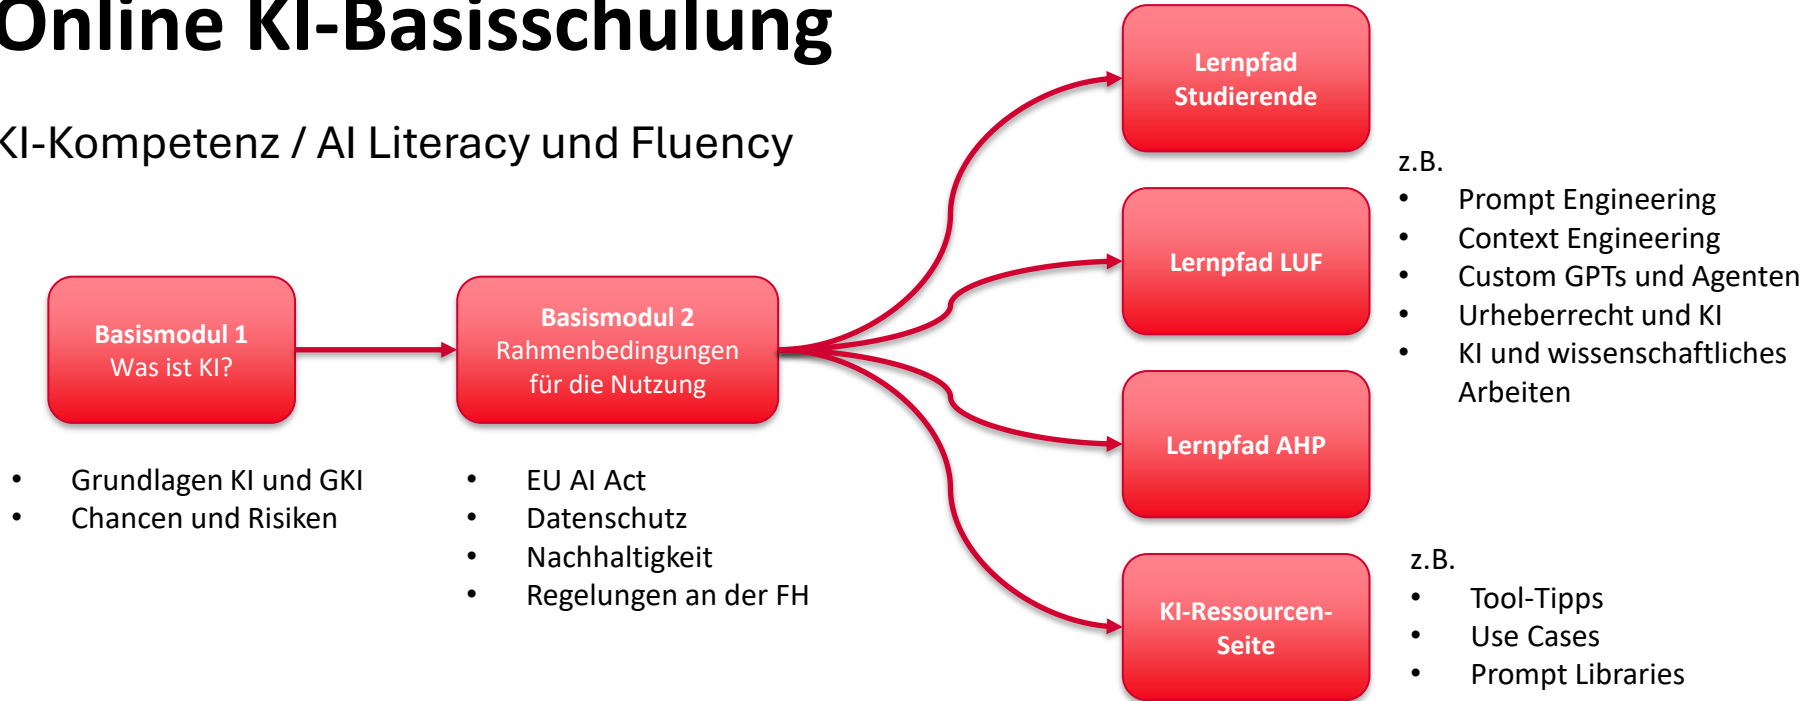 Online KI-Basisschulung
KI-Kompetenz / AI Literacy und Fluency
Basismodul 1
Was ist KI?
• Grundlagen KI und GKI
• Chancen und Risiken
Basismodul 2
Rahmenbedingungen
für die Nutzung
• EU AI Act
• Datenschutz
• Nachhaltigkeit
• Regelungen an der FH
Lernpfad
Studierende
Lernpfad LUF
Lernpfad AHP
KI-Ressourcen-
Seite
z.B.
• Prompt Engineering
• Context Engineering
• Custom GPTs und Agenten
• Urheberrecht und KI
• KI und wissenschaftliches
Arbeiten
z.B.
• Tool-Tipps
• Use Cases
• Prompt Libraries